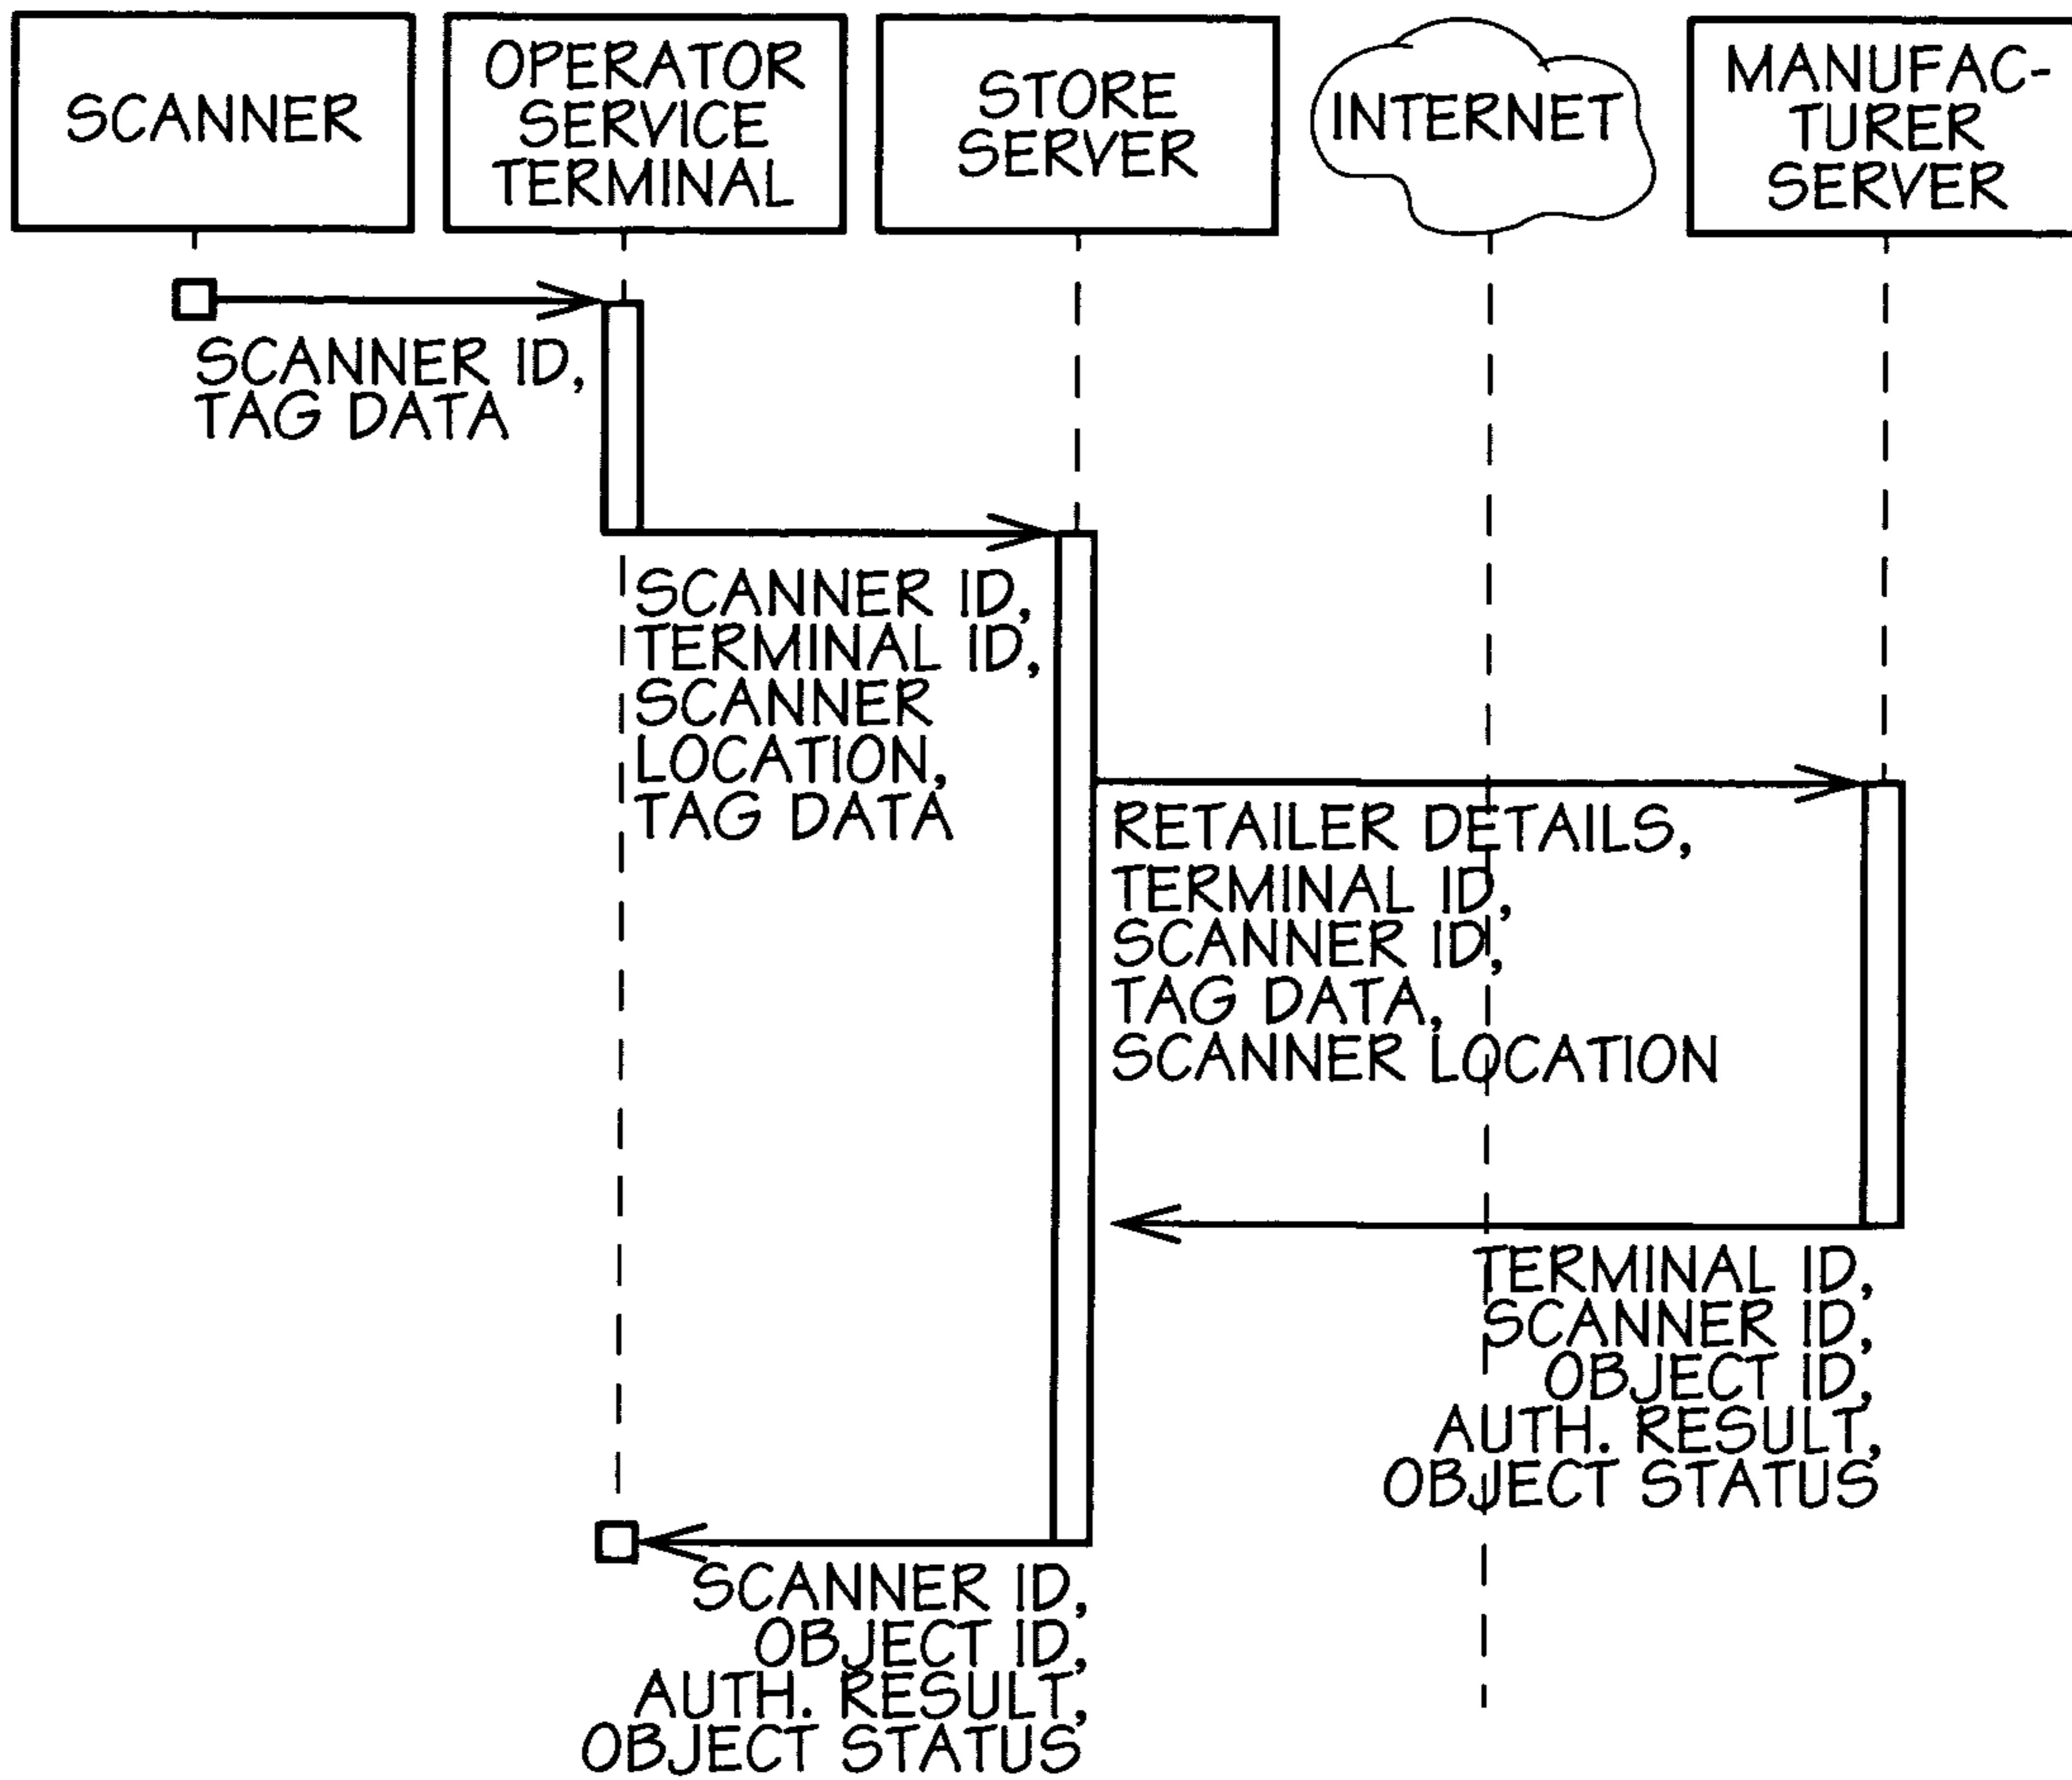 SCANNER
OPERATOR
SERVICE
TERMINAL
STORE
SERVER
INTERNET
MANUFAC-
TURER
SERVER
SCANNER ID,
TAG DATA
SCANNER ID,
TERMINAL ID,
SCANNER
LOCATION,
TAG DATA
RETAILER DETAILS,
TERMINAL ID,
SCANNER ID,
TAG DATA,
SCANNER LOCATION
TERMINAL ID,
SCANNER ID,
OBJECT ID,
AUTH. RESULT,
OBJECT STATUS
SCANNER ID,
OBJECT ID,
AUTH. RESULT,
OBJECT STATUS